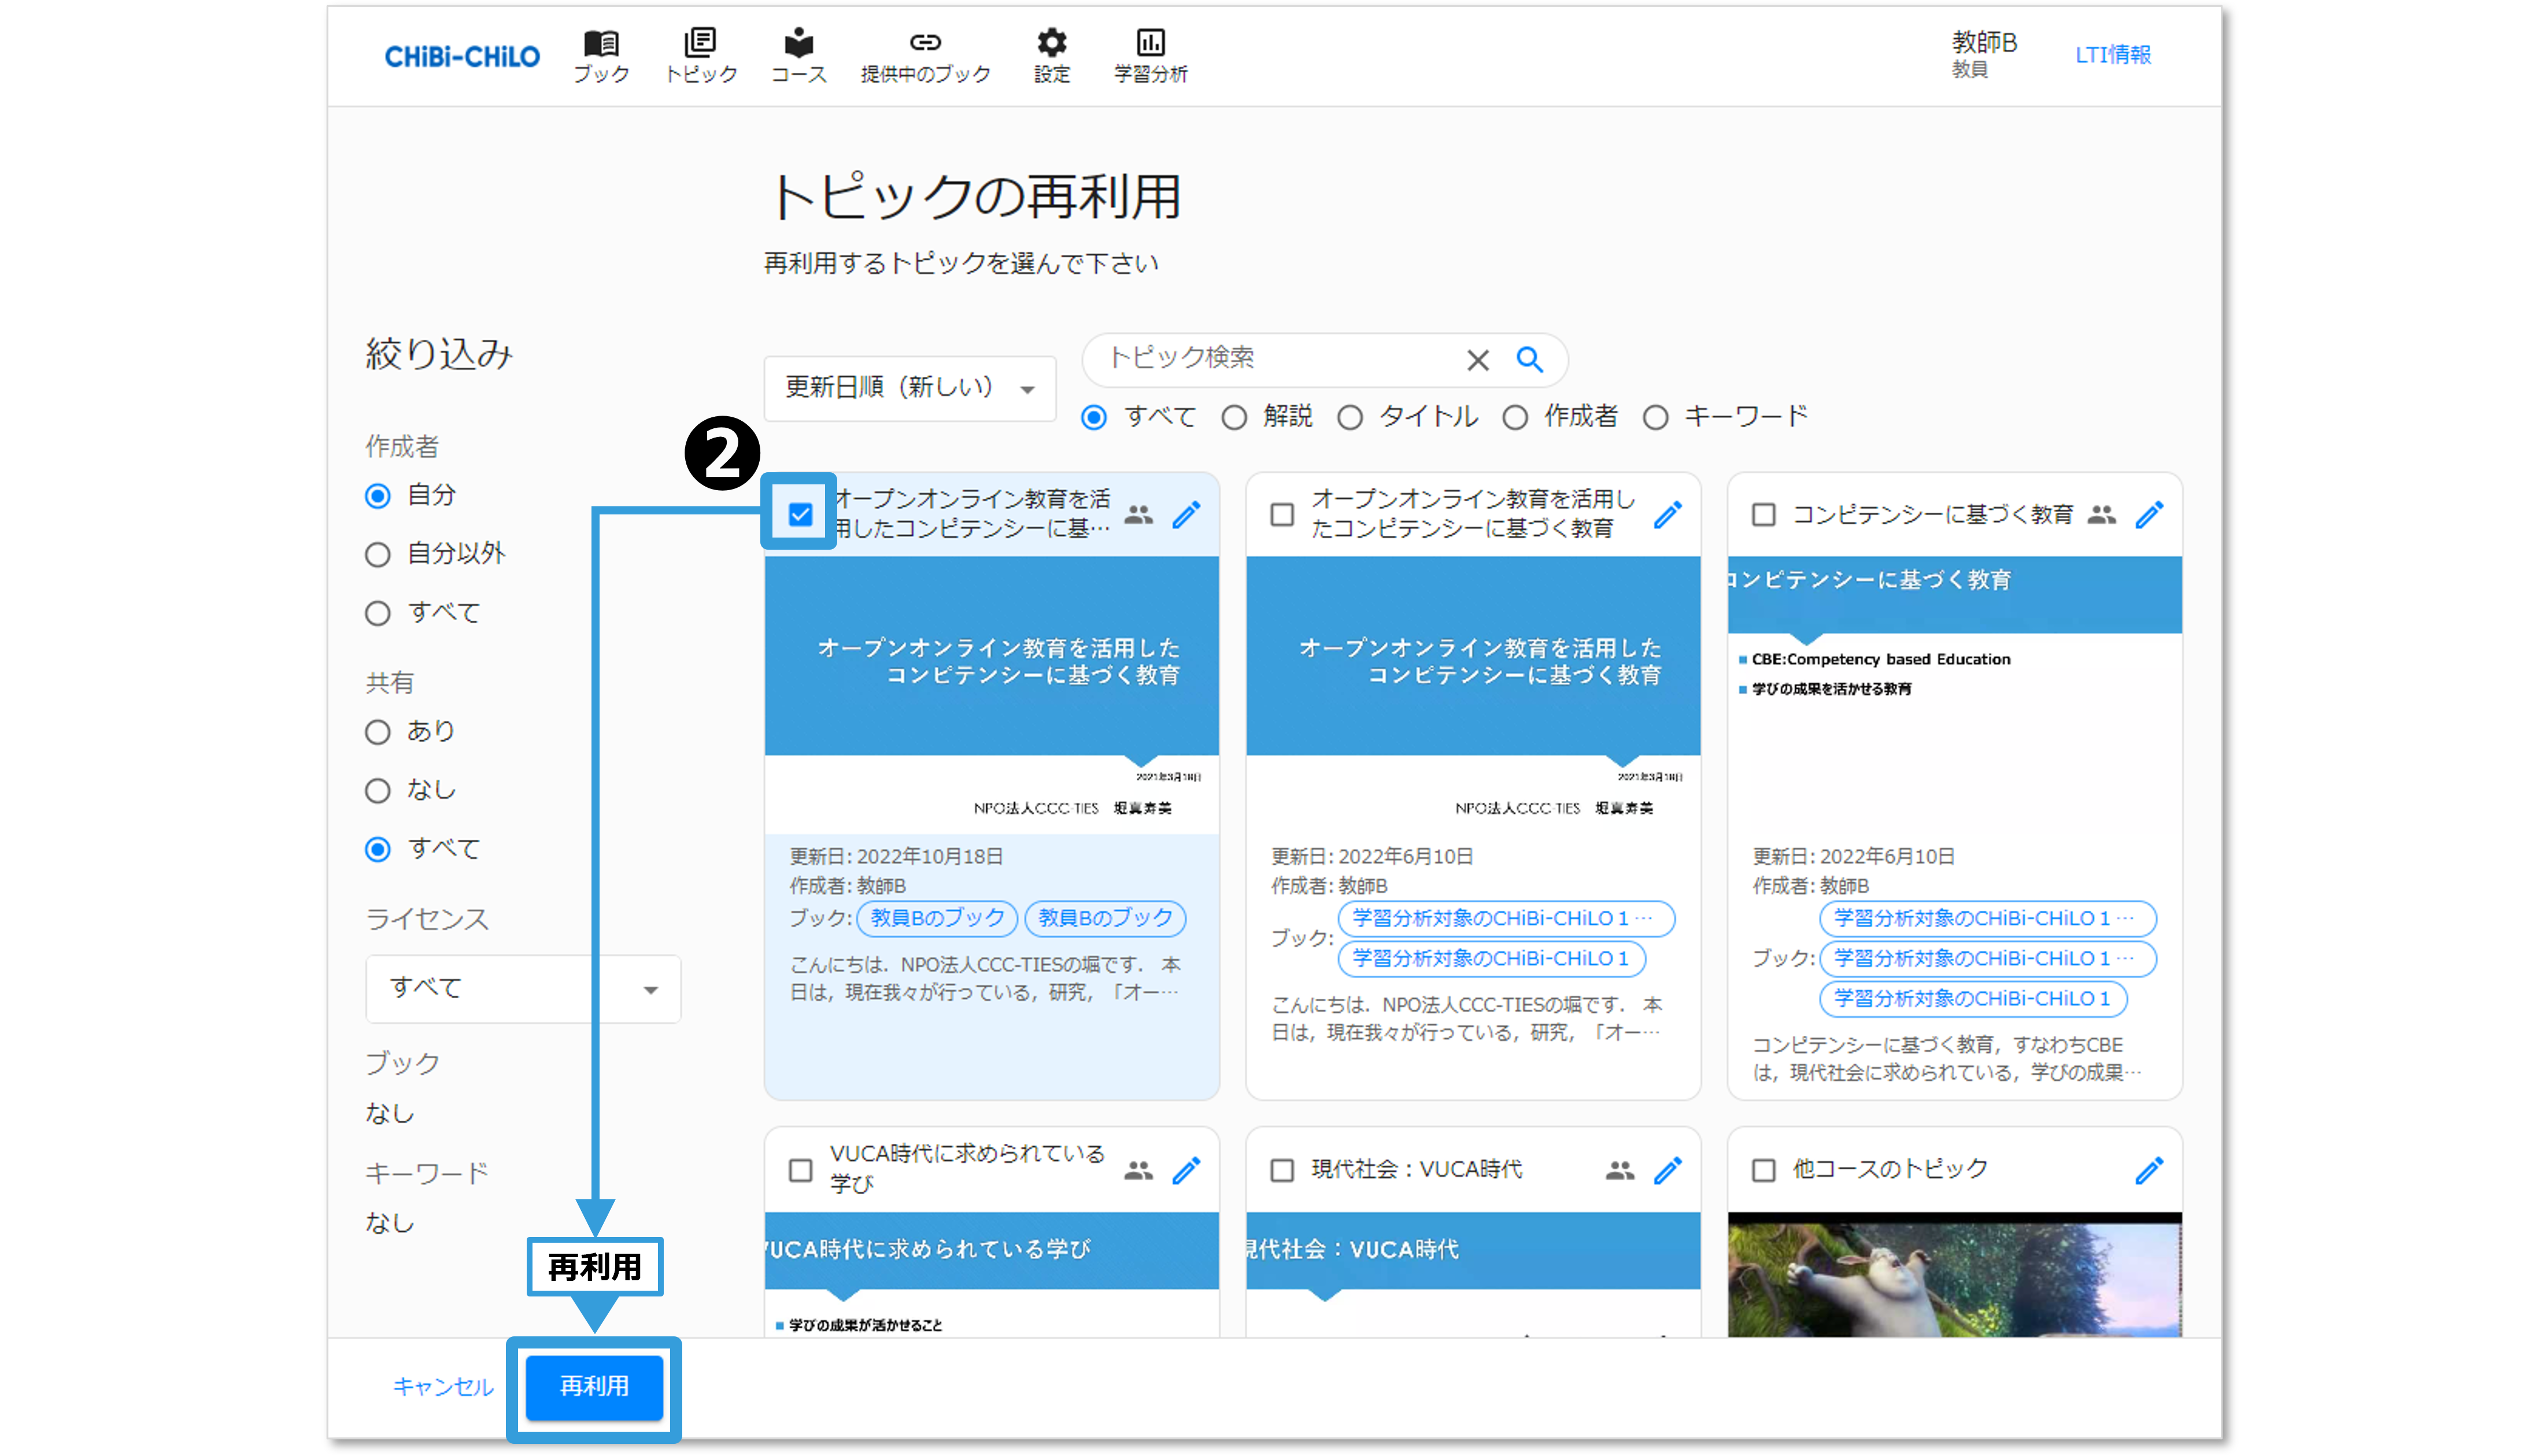 CHiBi-CHiLO
ブック
トピック
コース
提供中のブック
設定
学習分析
教師B
教員
LTI情報
トピックの再利用
再利用するトピックを選んで下さい
絞り込み
作成者
自分
自分以外
すべて
共有
あり
なし
すべて
ライセンス
すべて
ブック
なし
キーワード
なし
更新日順（新しい）
トピック検索
すべて
解説
タイトル
作成者
キーワード
2
オープンオンライン教育を活
用したコンピテンシーに基…
オープンオンライン教育を活用した
コンピテンシーに基づく教育
2021年3月18日
NPO法人CCC-TIES 堀真寿美
更新日: 2022年10月18日
作成者: 教師B
ブック: 教員Bのブック 教員Bのブック
こんにちは．NPO法人CCC-TIESの堀です． 本
日は，現在我々が行っている，研究，「オー…
オープンオンライン教育を活用し
たコンピテンシーに基づく教育
オープンオンライン教育を活用した
コンピテンシーに基づく教育
2021年3月18日
NPO法人CCC-TIES 堀真寿美
更新日: 2022年6月10日
作成者: 教師B
ブック:
学習分析対象のCHiBi-CHiLO 1 …
学習分析対象のCHiBi-CHiLO 1
こんにちは．NPO法人CCC-TIESの堀です． 本
日は，現在我々が行っている，研究，「オー…
コンピテンシーに基づく教育
コンピテンシーに基づく教育
CBE:Competency based Education
学びの成果を活かせる教育
更新日: 2022年6月10日
作成者: 教師B
ブック:
学習分析対象のCHiBi-CHiLO 1 …
学習分析対象のCHiBi-CHiLO 1 …
学習分析対象のCHiBi-CHiLO 1
コンピテンシーに基づく教育，すなわちCBE
は，現代社会に求められている，学びの成果…
VUCA時代に求められている
学び
VUCA時代に求められている学び
学びの成果が活かせること
現代社会：VUCA時代
現代社会：VUCA時代
他コースのトピック
再利用
キャンセル
再利用